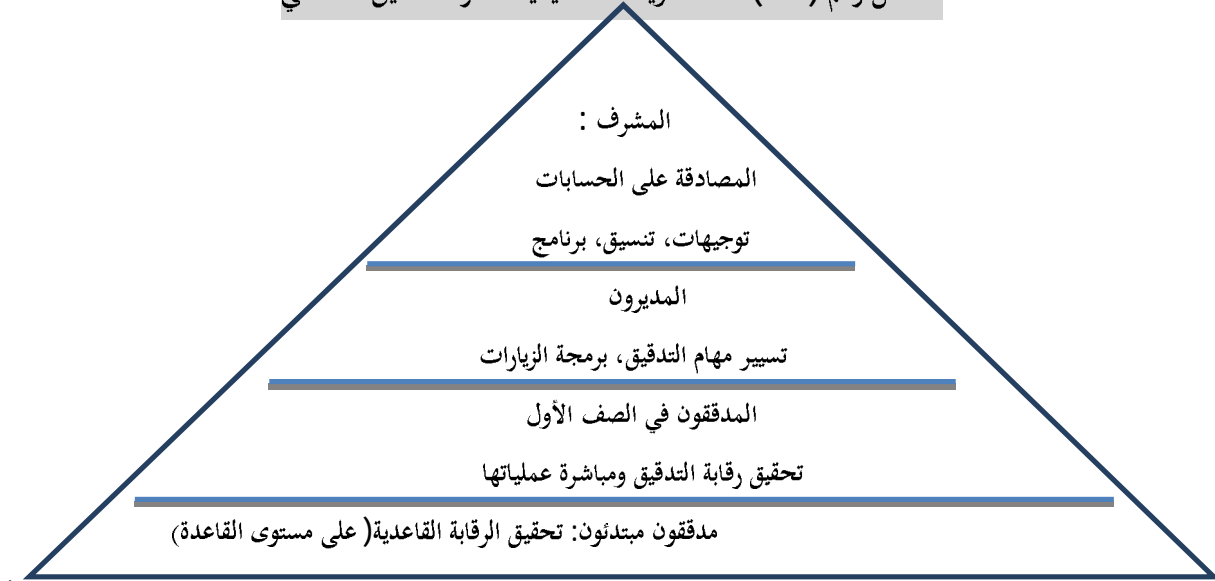 المشرف :
المصادقة على الحسابات
توجيهات، تنسيق، برنامج
المديرون
تسيير مهام التدقيق، برمجة الزيارات
المدققون في الصف الأول
تحقيق رقابة التدقيق ومباشرة عملياتها
مدققون مبتدئون: تحقيق الرقابة القاعدية( على مستوى القاعدة)